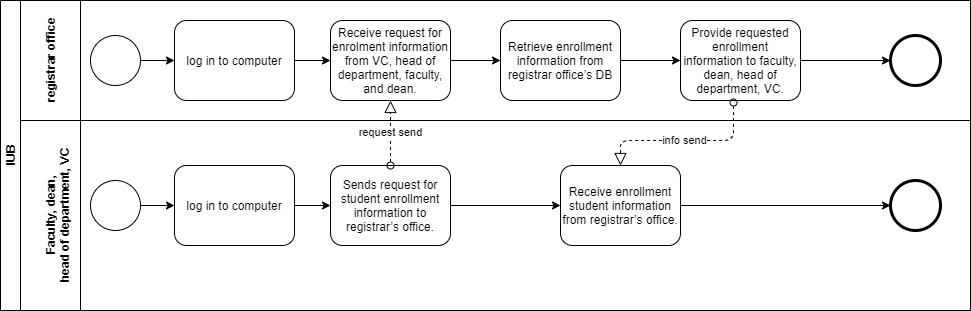 IUB
registrar office
log in to computer
Receive request for
enrolment information
from VC, head of
department, faculty,
and dean.
Retrieve enrollment
information from
registrar office's DB
Provide requested
enrollment
information to faculty,
dean, head of
department, VC.
request send
info send
Faculty, dean,
head of department, VC
log in to computer
Sends request for
student enrollment
information to
registrar's office.
Receive enrollment
student information
from registrar's office.